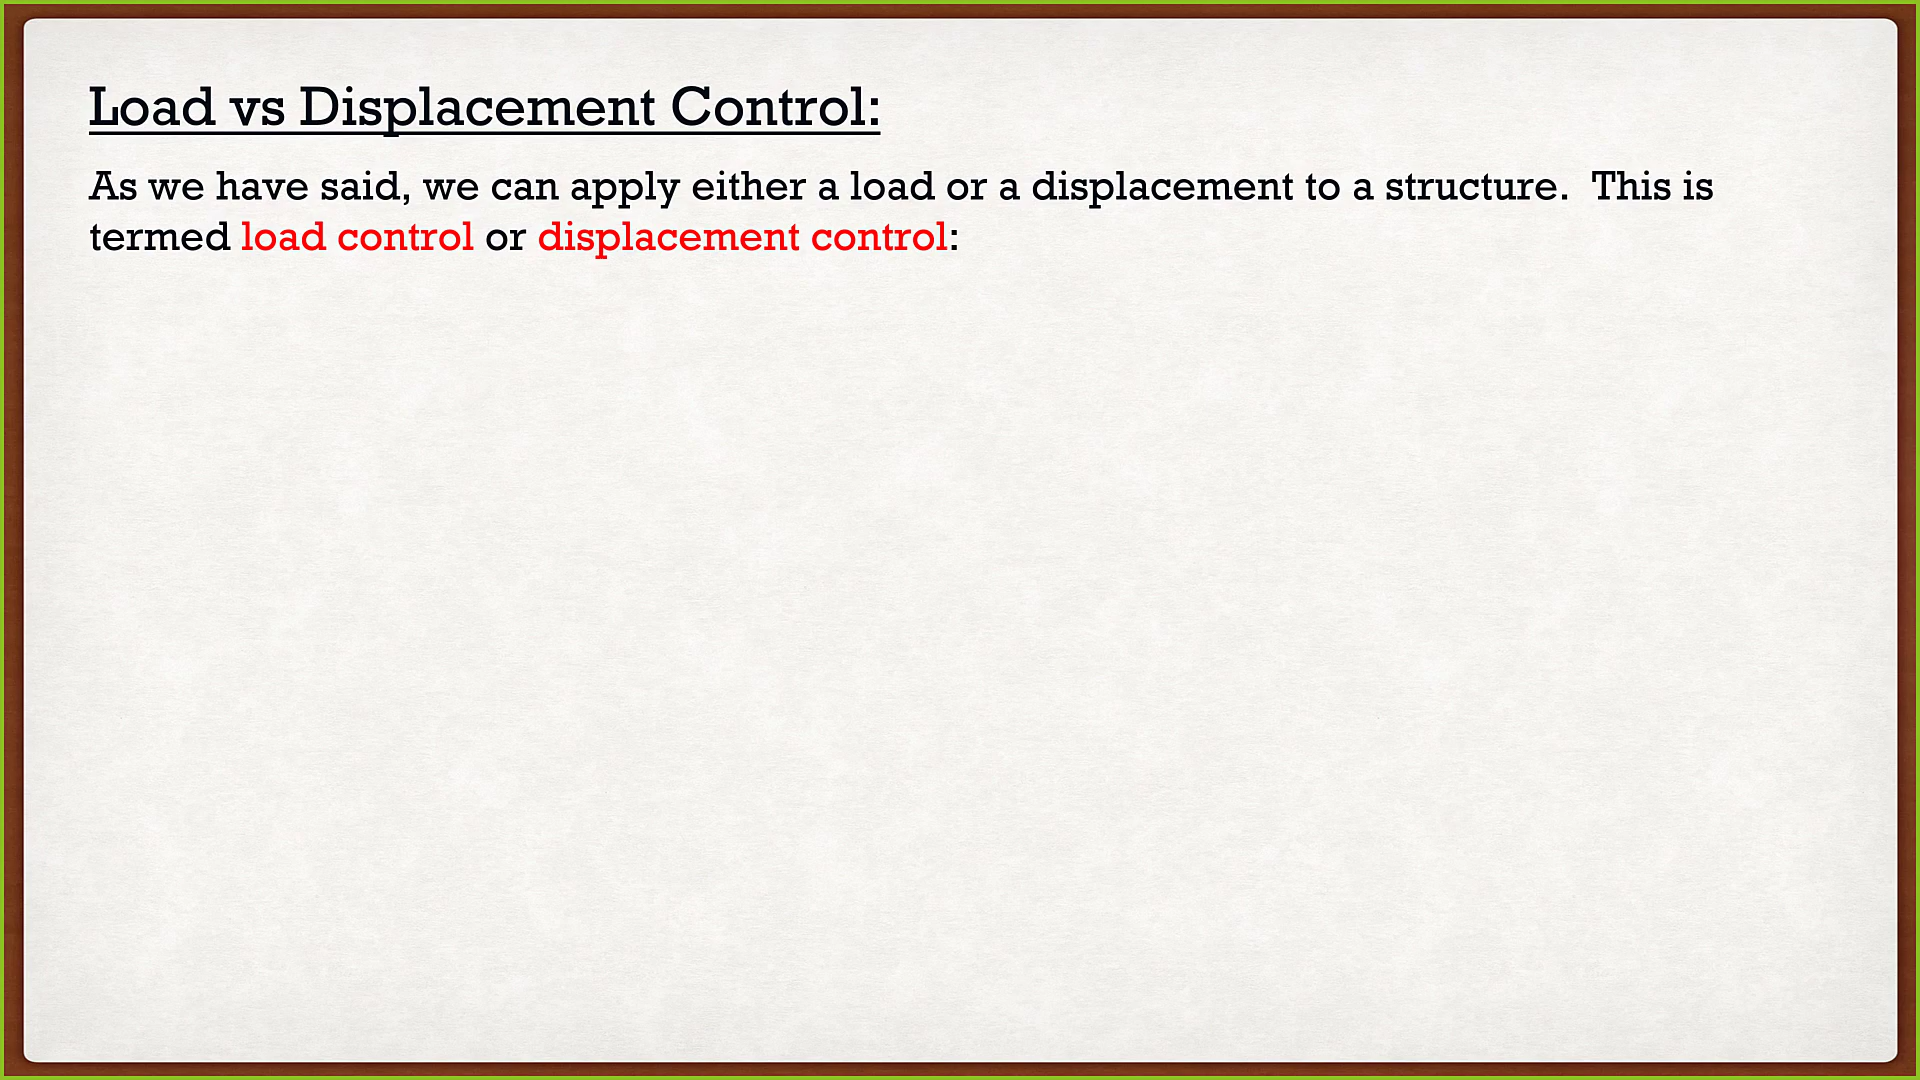 Load vs Displacement Control:
As we have said, we can apply either a load or a displacement to a structure.  This is
termed load control or displacement control: